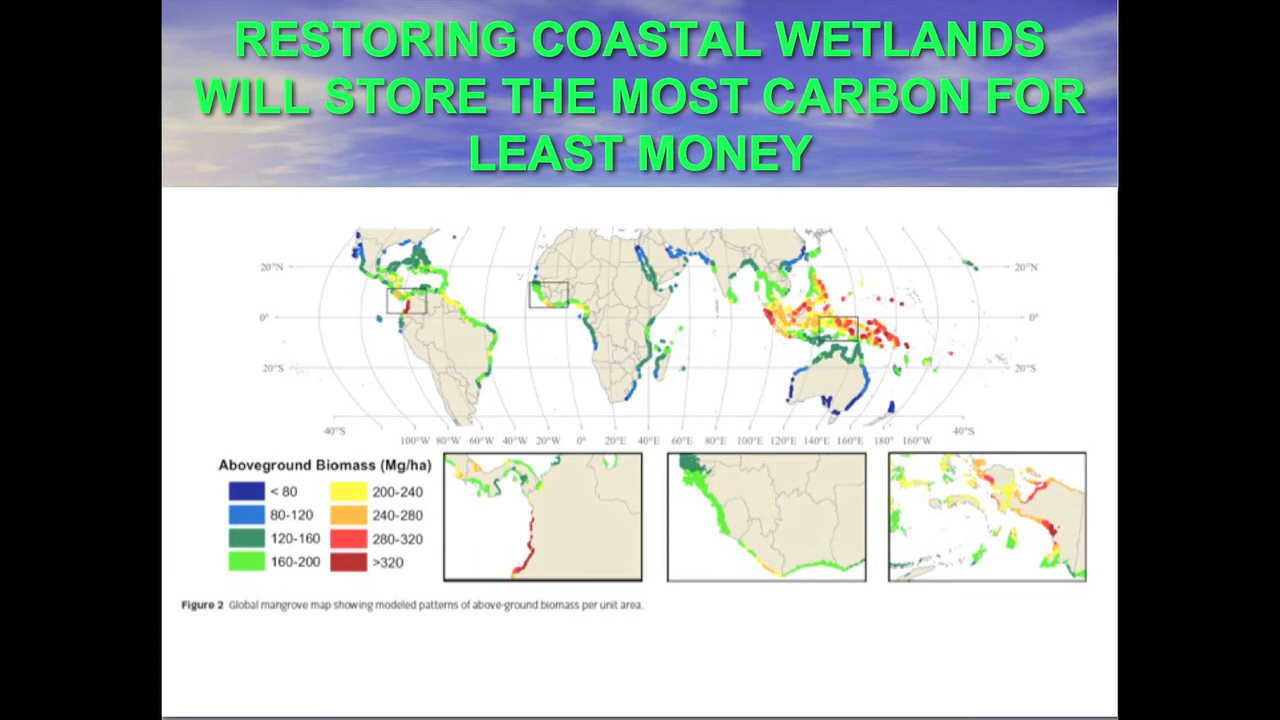 RESTORING COASTAL WETLANDS
WILL STORE THE MOST CARBON FOR
LEAST MONEY
20°N
20°N
0°
0°
20°S
20°S
40°S
100°W 80°W 60°W 40°W 20°W 0° 20°E 40°E 60°E 80°E 100°E 120°E 140°E 160°E 180° 160°W
40°S
Aboveground Biomass (Mg/ha)
< 80
200-240
80-120
240-280
120-160
280-320
160-200
>320
Figure 2 Global mangrove map showing modeled patterns of above-ground biomass per unit area.